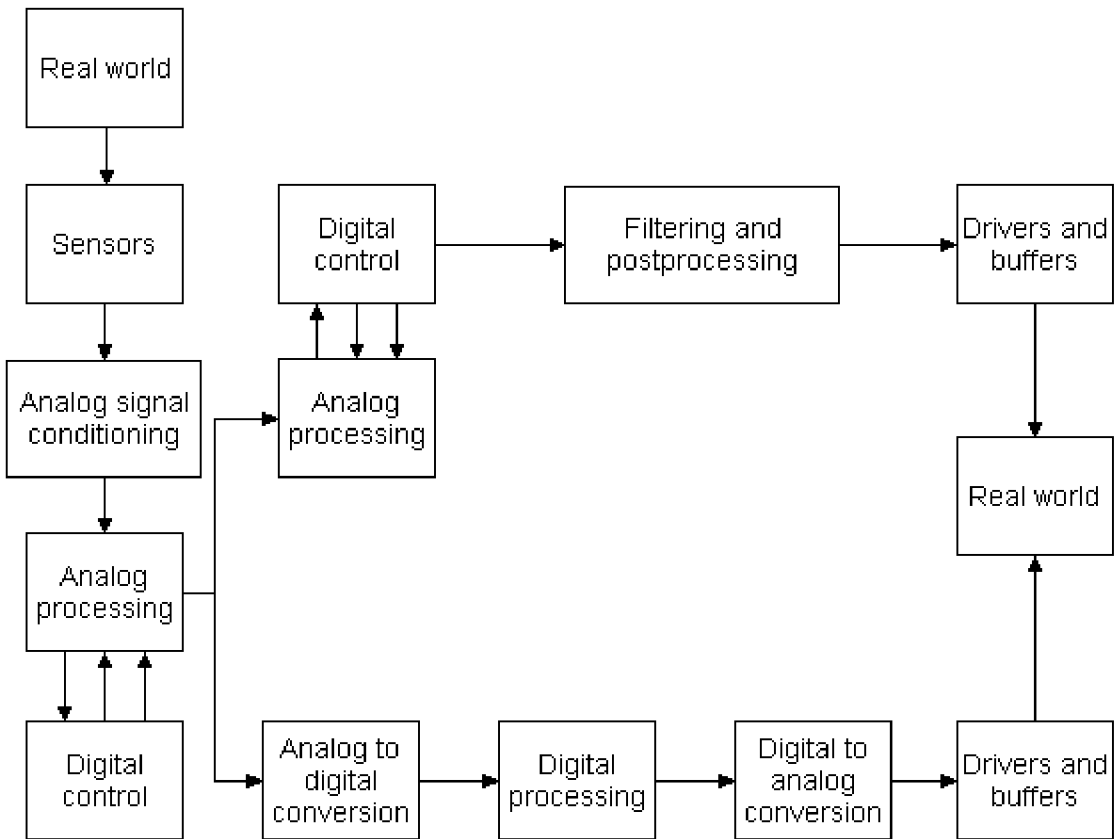 Real world
Sensors
Analog signal
conditioning
Analog
processing
Digital
control
Digital
control
Analog
processing
Filtering and
postprocessing
Drivers and
buffers
Real world
Analog to
digital
conversion
Digital
processing
Digital to
analog
conversion
Drivers and
buffers